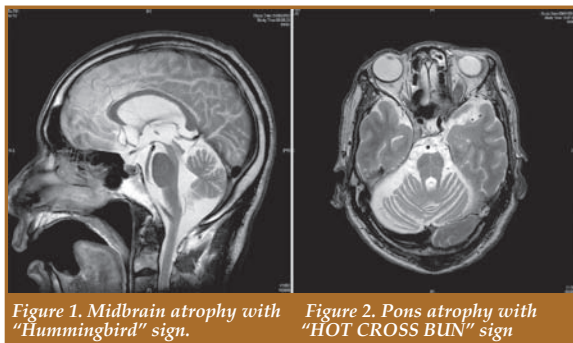 Figure 1. Midbrain atrophy with
"Hummingbird" sign.
Figure 2. Pons atrophy with
"HOT CROSS BUN" sign